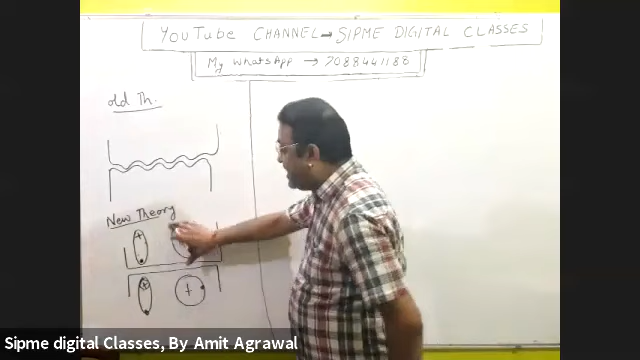 YouTube CHANNEL → SIPME DIGITAL CLASSES
My WhatsApp → 7088441188
old Th.
New Theory
+
+
+
Sipme digital Classes, By Amit Agrawal